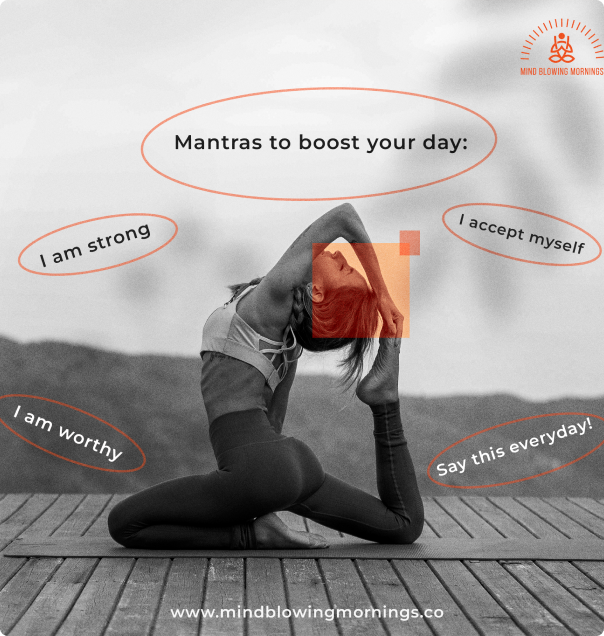 MIND BLOWING MORNINGS
Mantras to boost your day:
I am strong
I accept myself
I am worthy
Say this everyday!
www.mindblowingmornings.co